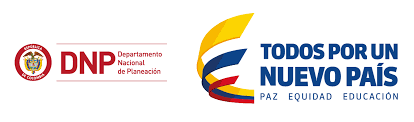 DNP
Departamento
Nacional
de Planeación
TODOS POR UN
NUEVO PAÍS
PAZ EQUIDAD EDUCACIÓN